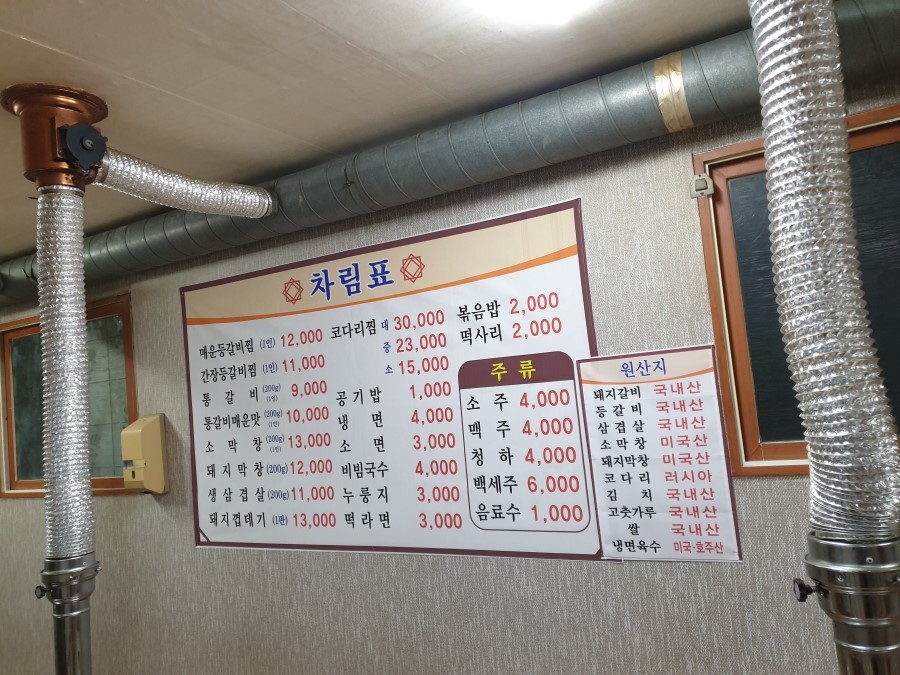 차림표
매운등갈비찜 (1인) 12,000
간장등갈비찜 (1인) 11,000
통갈비 (200g) (1인) 9,000
통갈비매운맛 (200g) (1인) 10,000
소막창 (200g) (1인) 13,000
돼지막창 (200g) 12,000
생삼겹살 (200g) 11,000
돼지껍데기 (1판) 13,000
코다리찜 대 30,000
중 23,000
소 15,000
공기밥 1,000
냉면 4,000
소면 3,000
비빔국수 4,000
누룽지 3,000
떡라면 3,000
볶음밥 2,000
떡사리 2,000
주류
소주 4,000
맥주 4,000
청하 4,000
백세주 6,000
음료수 1,000
원산지
돼지갈비 국내산
등갈비 국내산
삼겹살 국내산
소막창 미국산
돼지막창 미국산
코다리 러시아
김치 국내산
고춧가루 국내산
쌀 국내산
냉면육수 미국·호주산